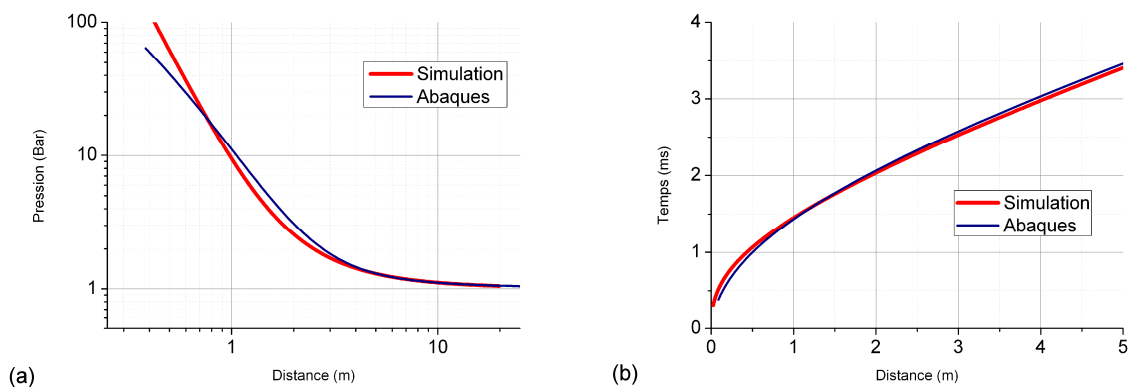 100
10
1
1
10
Pression (Bar)
Distance (m)
Simulation
Abaques
(a)
4
3
2
1
0
0
1
2
3
4
5
Temps (ms)
Distance (m)
Simulation
Abaques
(b)